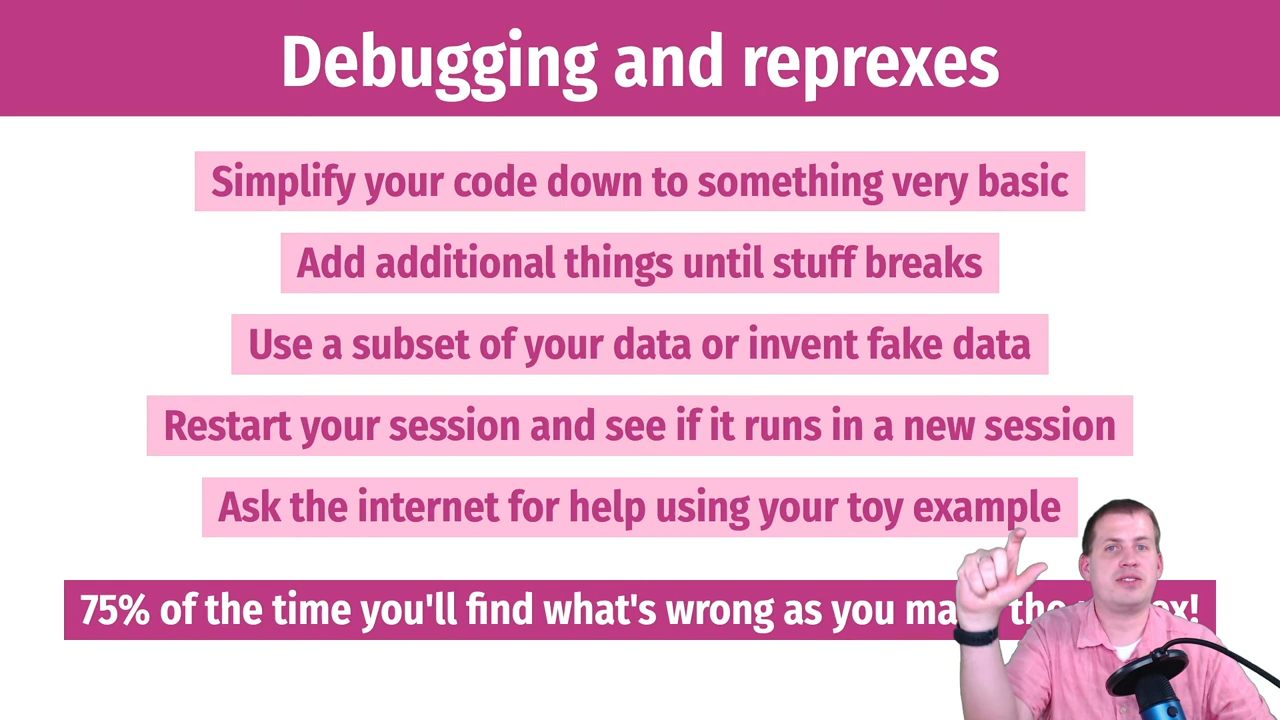 Debugging and reprexes
Simplify your code down to something very basic
Add additional things until stuff breaks
Use a subset of your data or invent fake data
Restart your session and see if it runs in a new session
Ask the internet for help using your toy example
75% of the time you'll find what's wrong as you